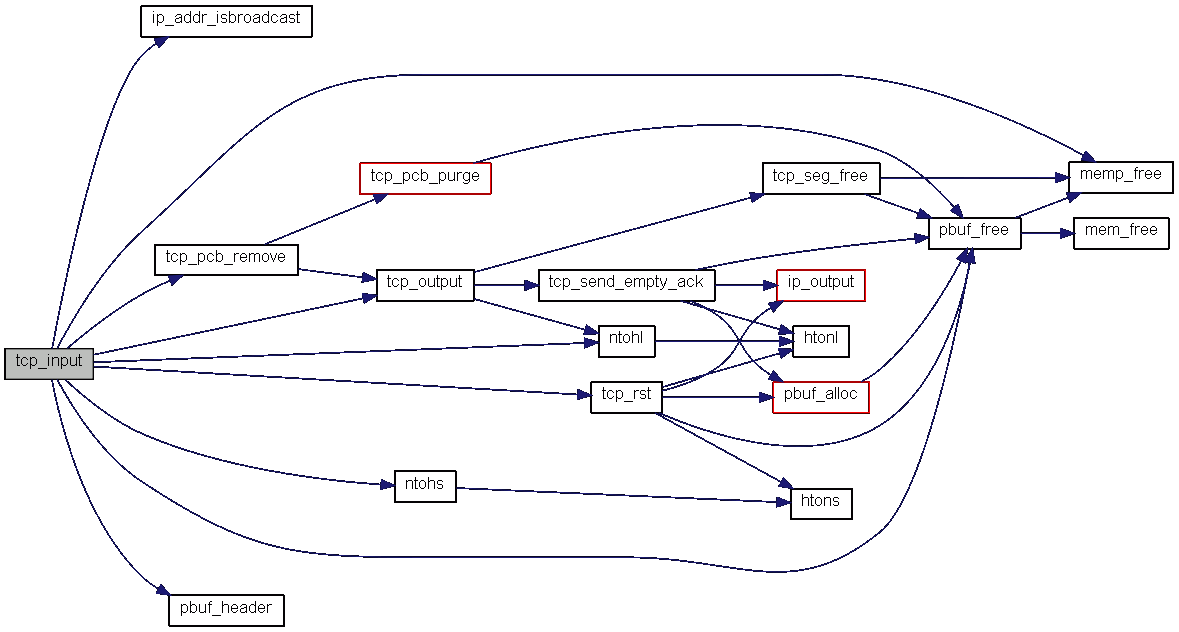 ip_addr_isbroadcast
tcp_pcb_purge
tcp_seg_free
memp_free
tcp_pcb_remove
pbuf_free
mem_free
tcp_output
tcp_send_empty_ack
ip_output
ntohl
htonl
tcp_input
tcp_rst
pbuf_alloc
ntohs
htons
pbuf_header